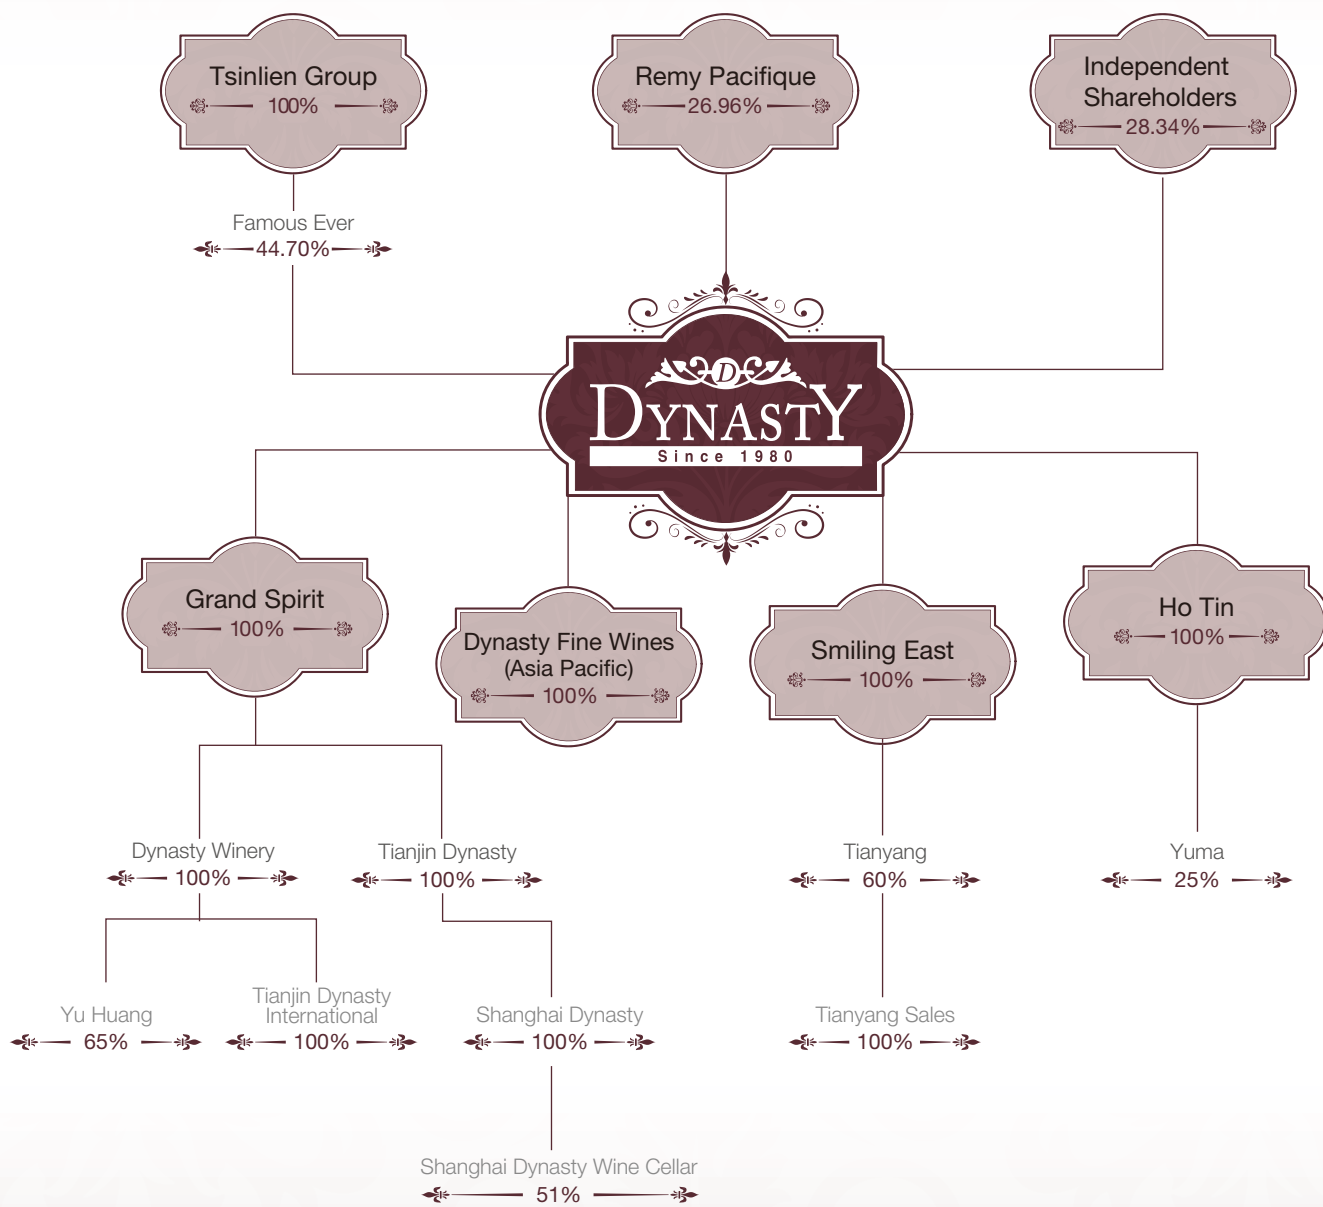 Tsinlien Group
100%
Remy Pacifique
26.96%
Independent
Shareholders
28.34%
Famous Ever
44.70%
D
DYNASTY
Since 1980
Grand Spirit
100%
Dynasty Fine Wines
(Asia Pacific)
100%
Smiling East
100%
Ho Tin
100%
Dynasty Winery
100%
Tianjin Dynasty
100%
Tianyang
60%
Yuma
25%
Yu Huang
65%
Tianjin Dynasty
International
100%
Shanghai Dynasty
100%
Tianyang Sales
100%
Shanghai Dynasty Wine Cellar
51%